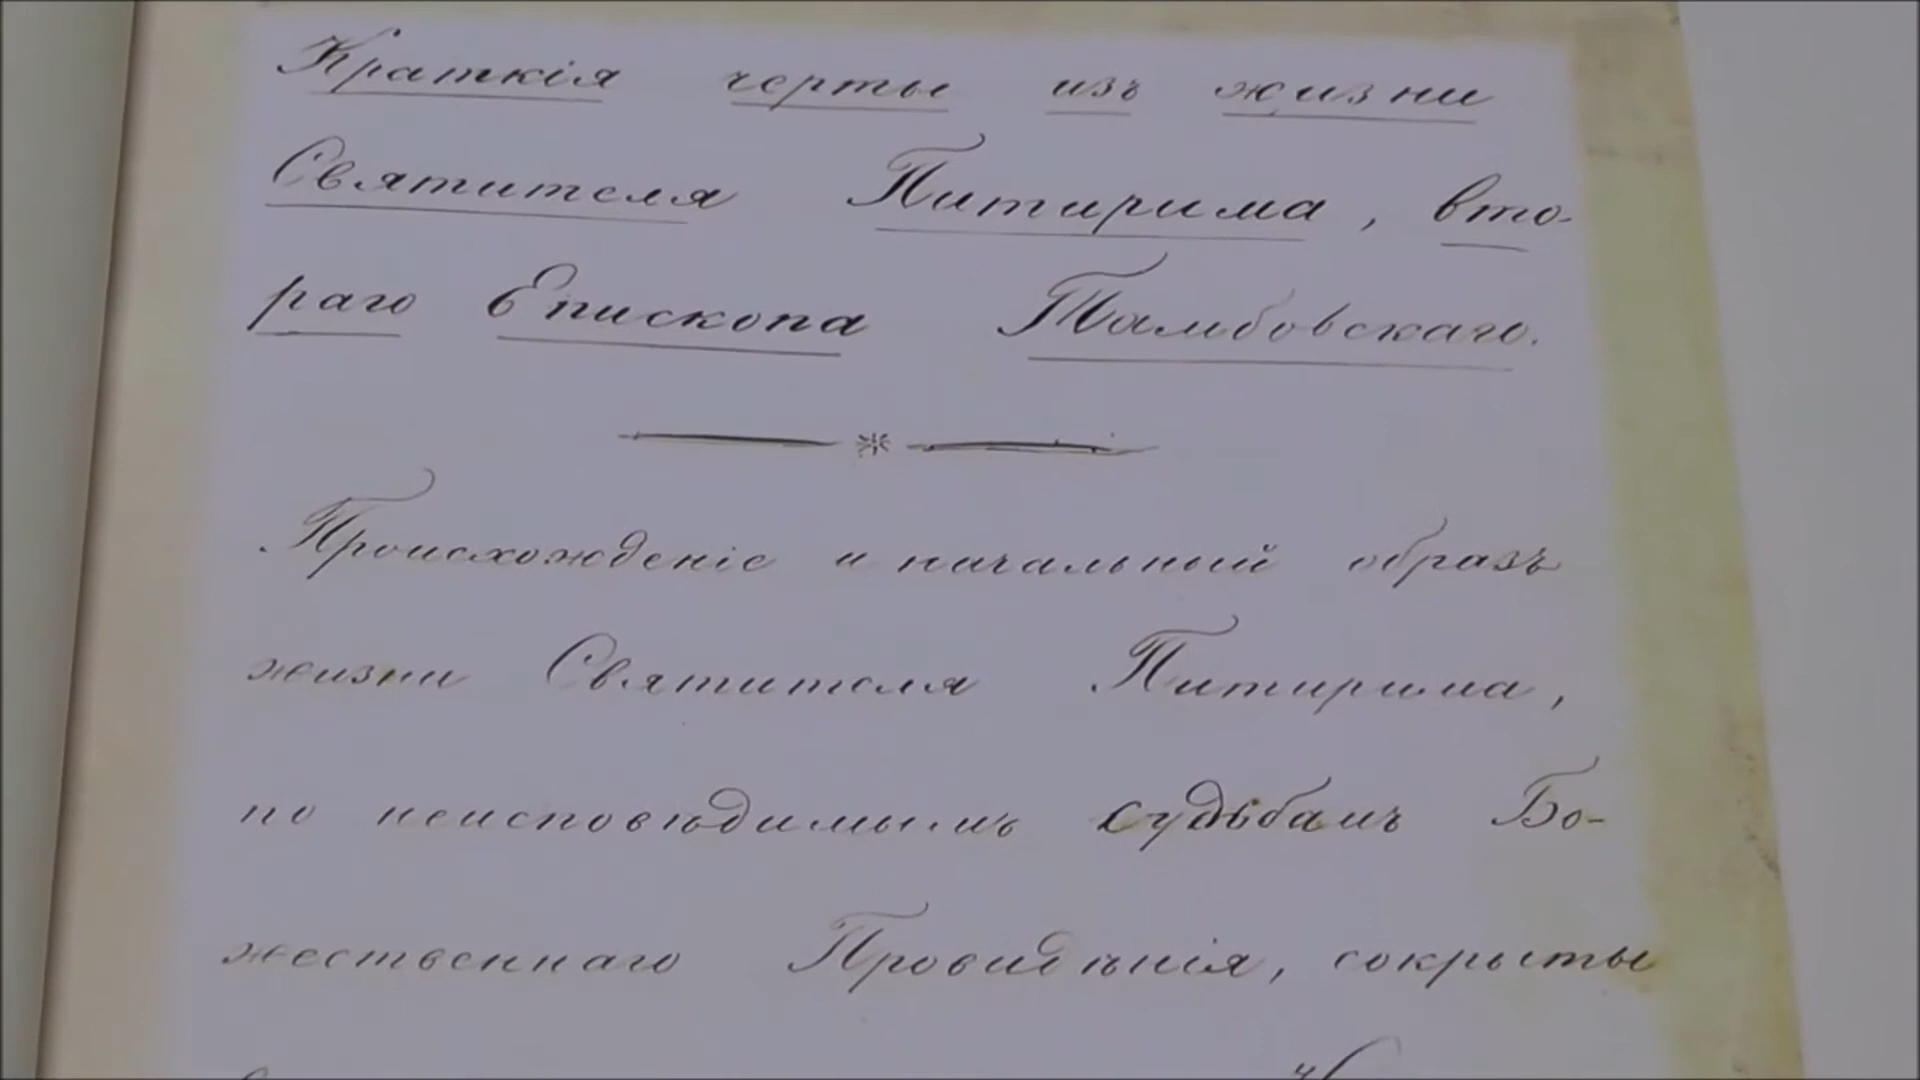 Краткія черты изъ жизни
Святителя Питирима, вто-
раго Епископа Тамбовскаго.
Происхожденіе и начальный образъ
жизни Святителя Питирима,
по неисповѣдимымъ судьбамъ Бо-
жественнаго Провидѣнія, сокрыты